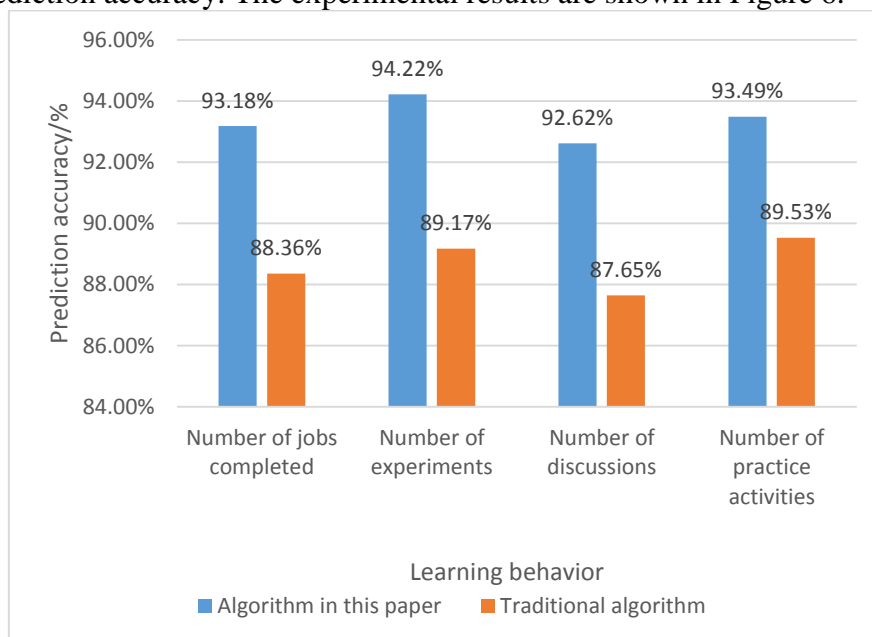 ediction accuracy. The experimental results are shown in Figure 6.
96.00%
94.00%
92.00%
90.00%
88.00%
86.00%
84.00%
Prediction accuracy/%
93.18%
88.36%
94.22%
89.17%
92.62%
87.65%
93.49%
89.53%
Number of jobs
completed
Number of
experiments
Number of
discussions
Number of
practice
activities
Learning behavior
Algorithm in this paper
Traditional algorithm